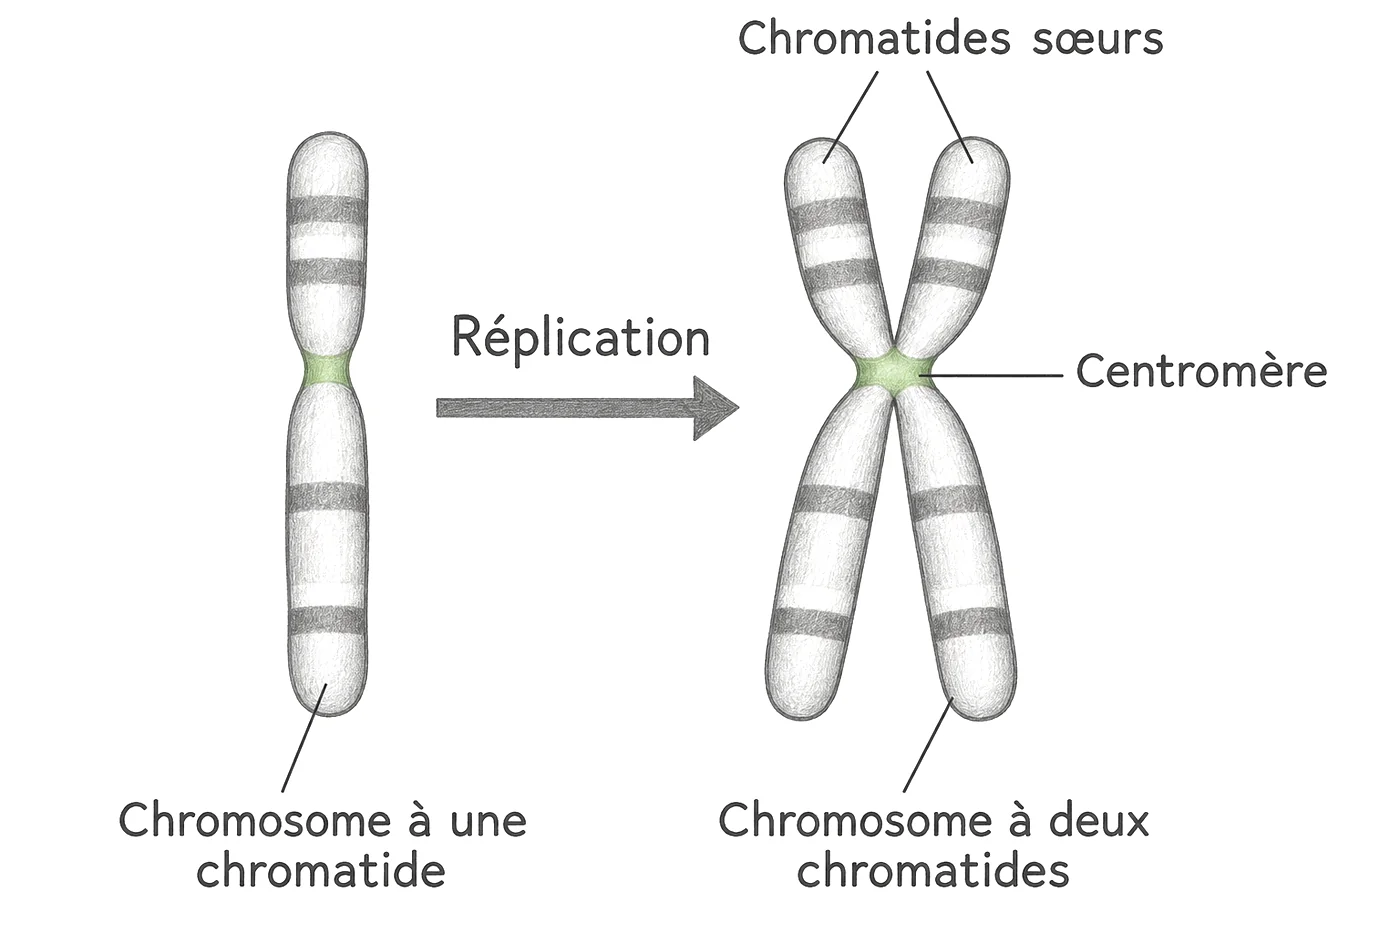 Chromatides sœurs
Réplication
Centromère
Chromosome à une
chromatide
Chromosome à deux
chromatides